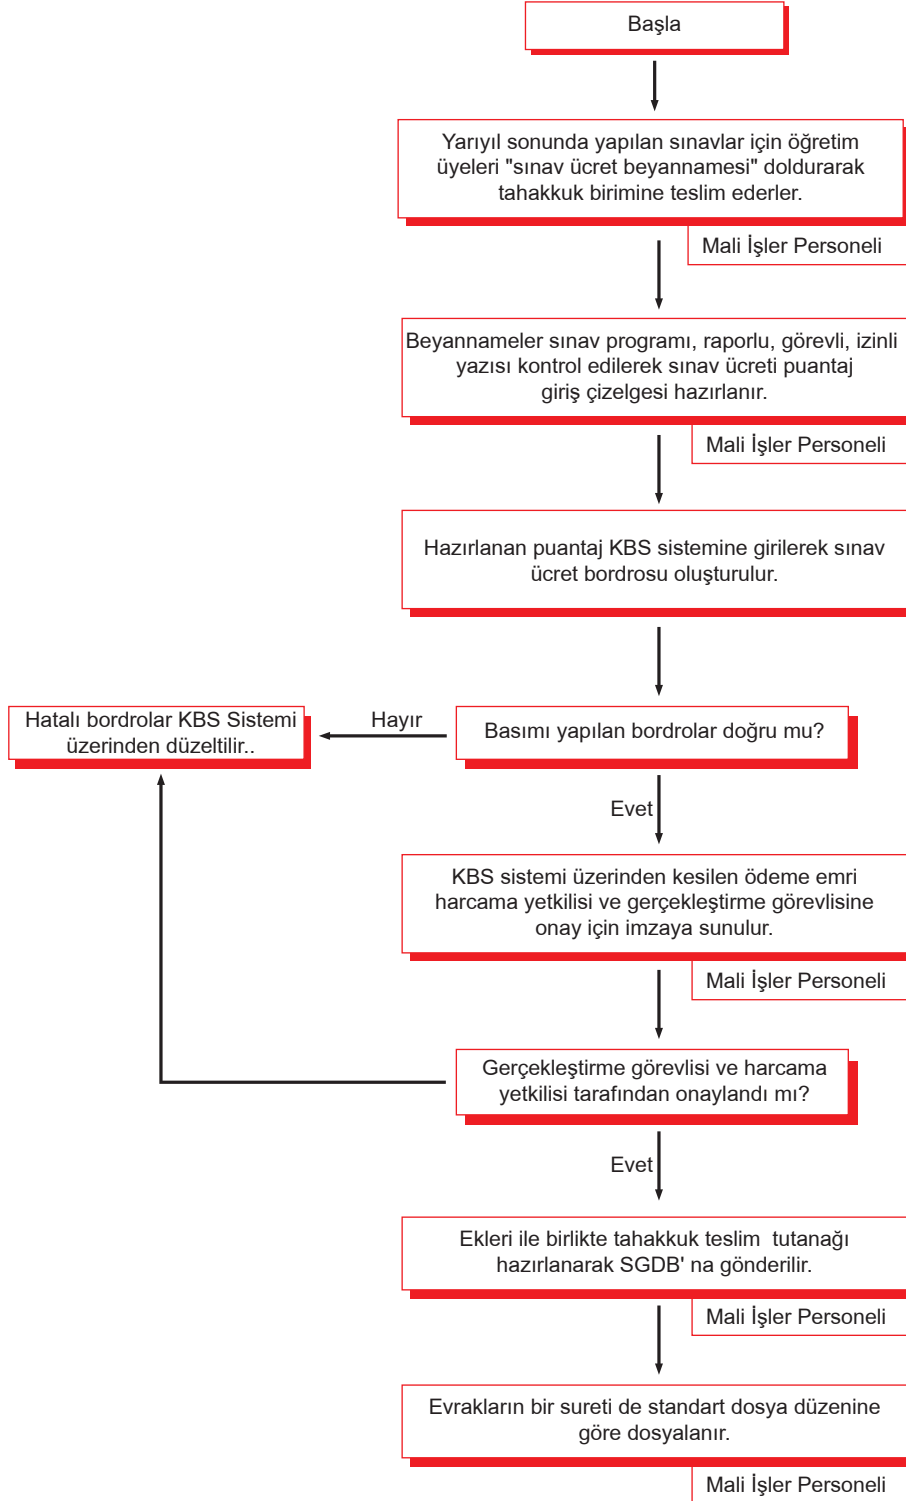 Başla
Yarıyıl sonunda yapılan sınavlar için öğretim
üyeleri "sınav ücret beyannamesi" doldurarak
tahakkuk birimine teslim ederler.
Mali İşler Personeli
Beyannameler sınav programı, raporlu, görevli, izinli
yazısı kontrol edilerek sınav ücreti puantaj
giriş çizelgesi hazırlanır.
Mali İşler Personeli
Hazırlanan puantaj KBS sistemine girilerek sınav
ücret bordrosu oluşturulur.
Hatalı bordrolar KBS Sistemi
üzerinden düzeltilir..
Hayır
Basımı yapılan bordrolar doğru mu?
Evet
KBS sistemi üzerinden kesilen ödeme emri
harcama yetkilisi ve gerçekleştirme görevlisine
onay için imzaya sunulur.
Mali İşler Personeli
Gerçekleştirme görevlisi ve harcama
yetkilisi tarafından onaylandı mı?
Evet
Ekleri ile birlikte tahakkuk teslim  tutanağı
hazırlanarak SGDB' na gönderilir.
Mali İşler Personeli
Evrakların bir sureti de standart dosya düzenine
göre dosyalanır.
Mali İşler Personeli